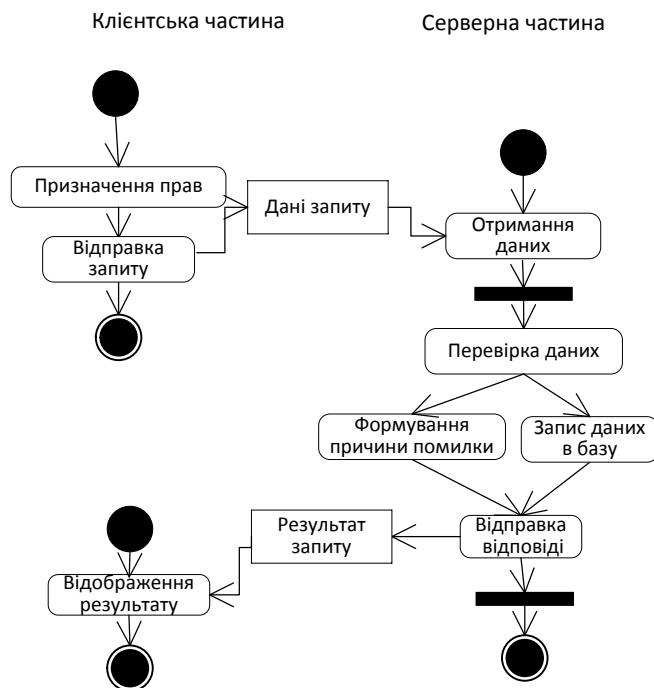 Клієнтська частина
Серверна частина
Призначення прав
Дані запиту
Отримання
даних
Відправка
запиту
Перевірка даних
Формування
причини помилки
Запис даних
в базу
Результат
запиту
Відправка
відповіді
Відображення
результату